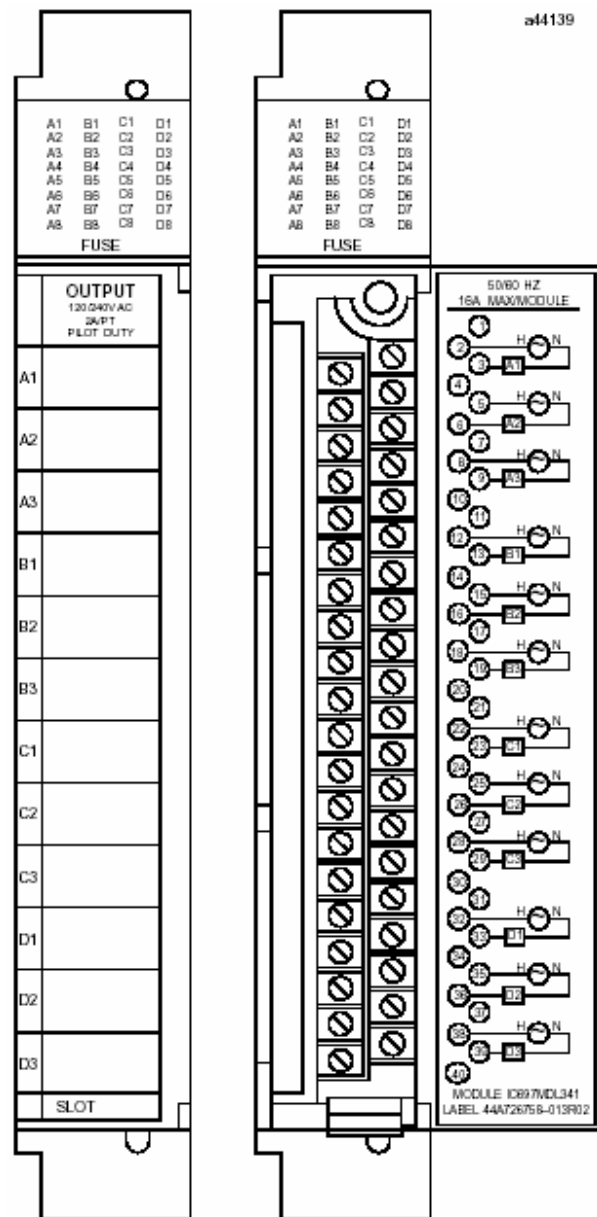 a44139
A1 B1 C1 D1
A2 B2 C2 D2
A3 B3 C3 D3
A4 B4 C4 D4
A5 B5 C5 D5
A6 B6 C6 D6
A7 B7 C7 D7
A8 B8 C8 D8
FUSE
A1 B1 C1 D1
A2 B2 C2 D2
A3 B3 C3 D3
A4 B4 C4 D4
A5 B5 C5 D5
A6 B6 C6 D6
A7 B7 C7 D7
A8 B8 C8 D8
FUSE
OUTPUT
120/240V AC
2A/PT
PILOT DUTY
A1
A2
A3
B1
B2
B3
C1
C2
C3
D1
D2
D3
SLOT
50/60 HZ
16A MAX/MODULE
1
2 H N
3 A1
4
5 H N
6 A2
7
8 H N
9 A3
10
11
12 H N
13 B1
14
15 H N
16 B2
17
18 H N
19 B3
20
21
22 H N
23 C1
24
25 H N
26 C2
27
28 H N
29 C3
30
31
32 H N
33 D1
34
35 H N
36 D2
37
38 H N
39 D3
40
MODULE IC697MDL341
LABEL 44A726758-013R02